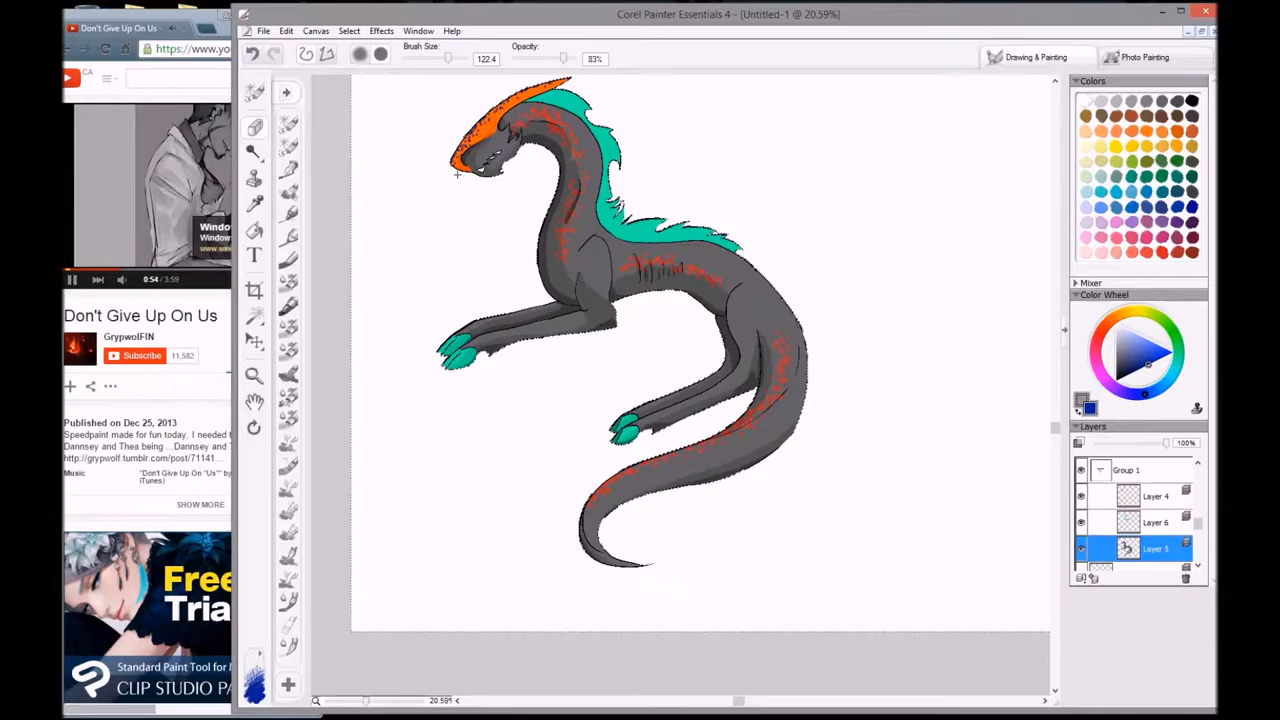 Don't Give Up On Us
Corel Painter Essentials 4 - [Untitled-1 @ 20.59%]
File Edit Canvas Select Effects Window Help
https://www.yo
CA
Brush Size: 122.4 Opacity: 83%
Drawing & Painting Photo Painting
Colors
Windo
Window
www.wind
0:54 / 3:59
Mixer
Color Wheel
Don't Give Up On Us
GrypwolFIN
Subscribe 11,582
Published on Dec 25, 2013
Speedpaint made for fun today. I needed t
Dannsey and Thea being ...Dannsey and T
http://grypwolf.tumblr.com/post/71141...
Music "Don't Give Up On "Us"" by
iTunes)
SHOW MORE
Layers
100%
Group 1
Layer 4
Layer 6
Layer 5
Free
Tria
Standard Paint Tool for M
CLIP STUDIO PA
T
20.59%